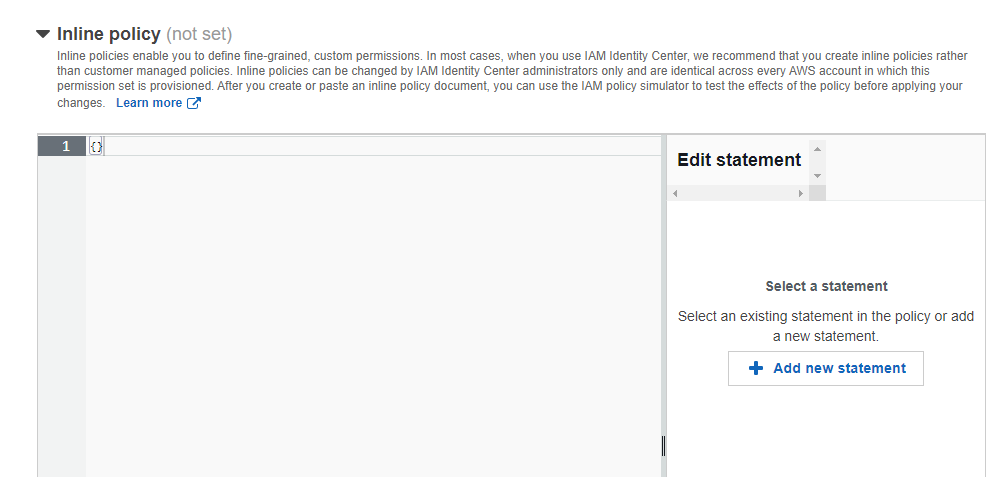 Inline policy (not set)
Inline policies enable you to define fine-grained, custom permissions. In most cases, when you use IAM Identity Center, we recommend that you create inline policies rather
than customer managed policies. Inline policies can be changed by IAM Identity Center administrators only and are identical across every AWS account in which this
permission set is provisioned. After you create or paste an inline policy document, you can use the IAM policy simulator to test the effects of the policy before applying your
changes. Learn more
1 {}
Edit statement
Select a statement
Select an existing statement in the policy or add
a new statement.
Add new statement